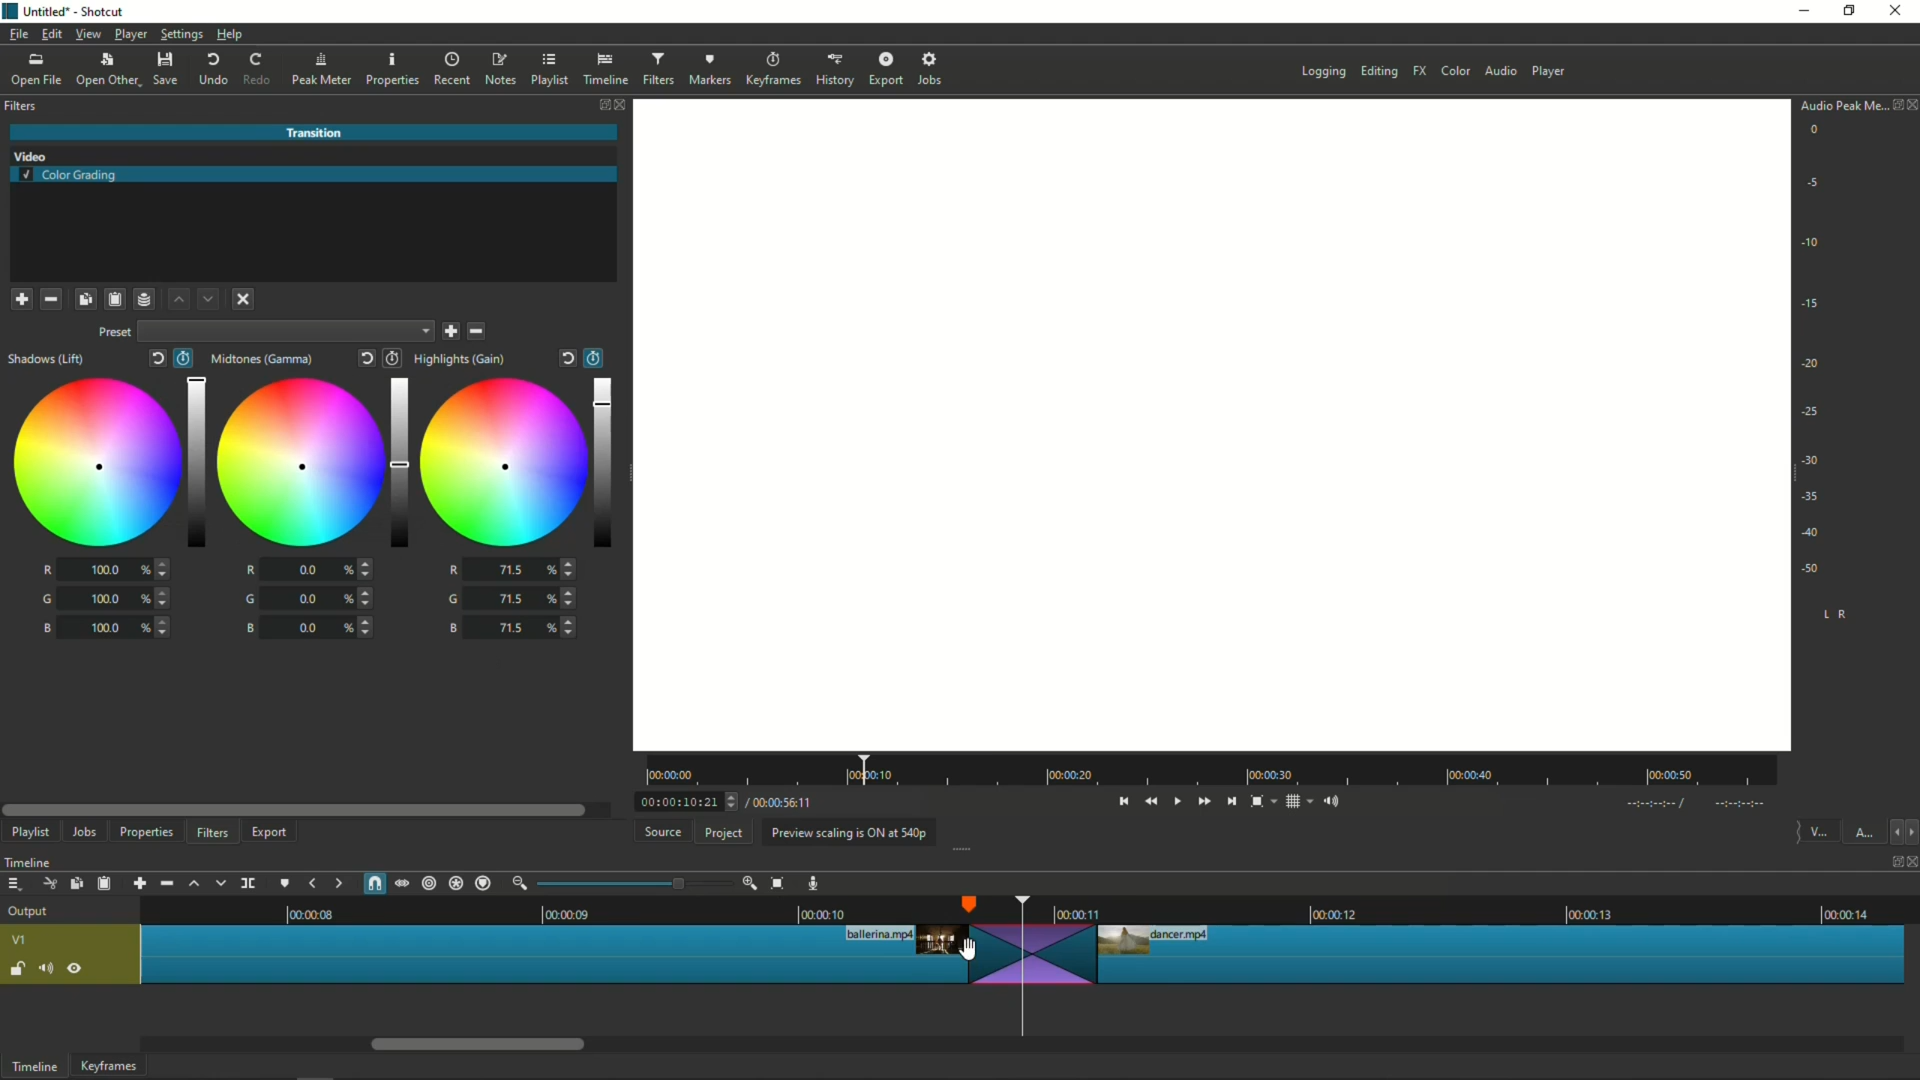 Untitled* - Shotcut
File Edit View Player Settings Help
Open File Open Other Save Undo Redo Peak Meter Properties Recent Notes Playlist Timeline Filters Markers Keyframes History Export Jobs
Logging Editing FX Color Audio Player
Filters
Audio Peak Me...
Transition
Video
Color Grading
Preset
Shadows (Lift) Midtones (Gamma) Highlights (Gain)
R 100.0 % R 0.0 % R 71.5 %
G 100.0 % G 0.0 % G 71.5 %
B 100.0 % B 0.0 % B 71.5 %
0
-5
-10
-15
-20
-25
-30
-35
-40
-50
L R
00:00:00 00:00:10 00:00:20 00:00:30 00:00:40 00:00:50
00:00:10:21 / 00:00:56:11
--:--:--:-- / --:--:--:--
Playlist Jobs Properties Filters Export
Source Project Preview scaling is ON at 540p
V... A...
Timeline
Output
00:00:08 00:00:09 00:00:10 00:00:11 00:00:12 00:00:13 00:00:14
V1
ballerina.mp4
dancer.mp4
Timeline Keyframes